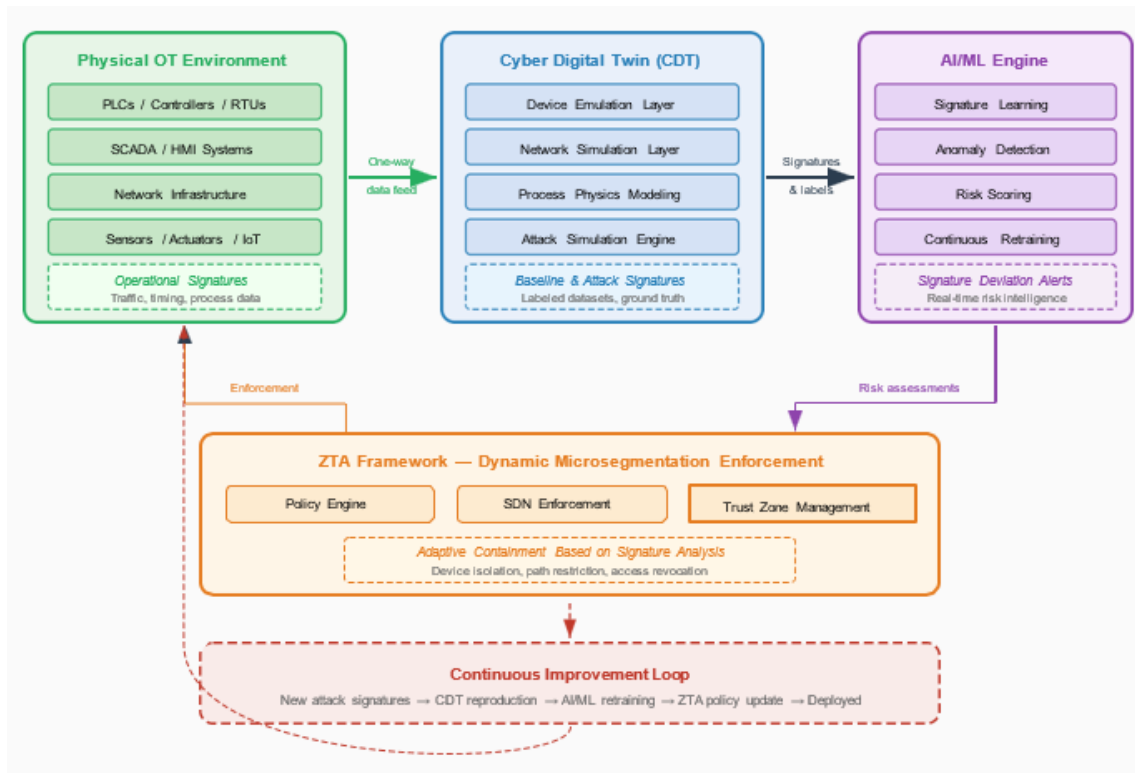 Physical OT Environment
PLCs / Controllers / RTUs
SCADA / HMI Systems
Network Infrastructure
Sensors / Actuators / IoT
Operational Signatures
Traffic, timing, process data
One-way
data feed
Cyber Digital Twin (CDT)
Device Emulation Layer
Network Simulation Layer
Process Physics Modeling
Attack Simulation Engine
Baseline & Attack Signatures
Labeled datasets, ground truth
Signatures
& labels
AI/ML Engine
Signature Learning
Anomaly Detection
Risk Scoring
Continuous Retraining
Signature Deviation Alerts
Real-time risk intelligence
Enforcement
Risk assessments
ZTA Framework — Dynamic Microsegmentation Enforcement
Policy Engine
SDN Enforcement
Trust Zone Management
Adaptive Containment Based on Signature Analysis
Device isolation, path restriction, access revocation
Continuous Improvement Loop
New attack signatures → CDT reproduction → AI/ML retraining → ZTA policy update → Deployed